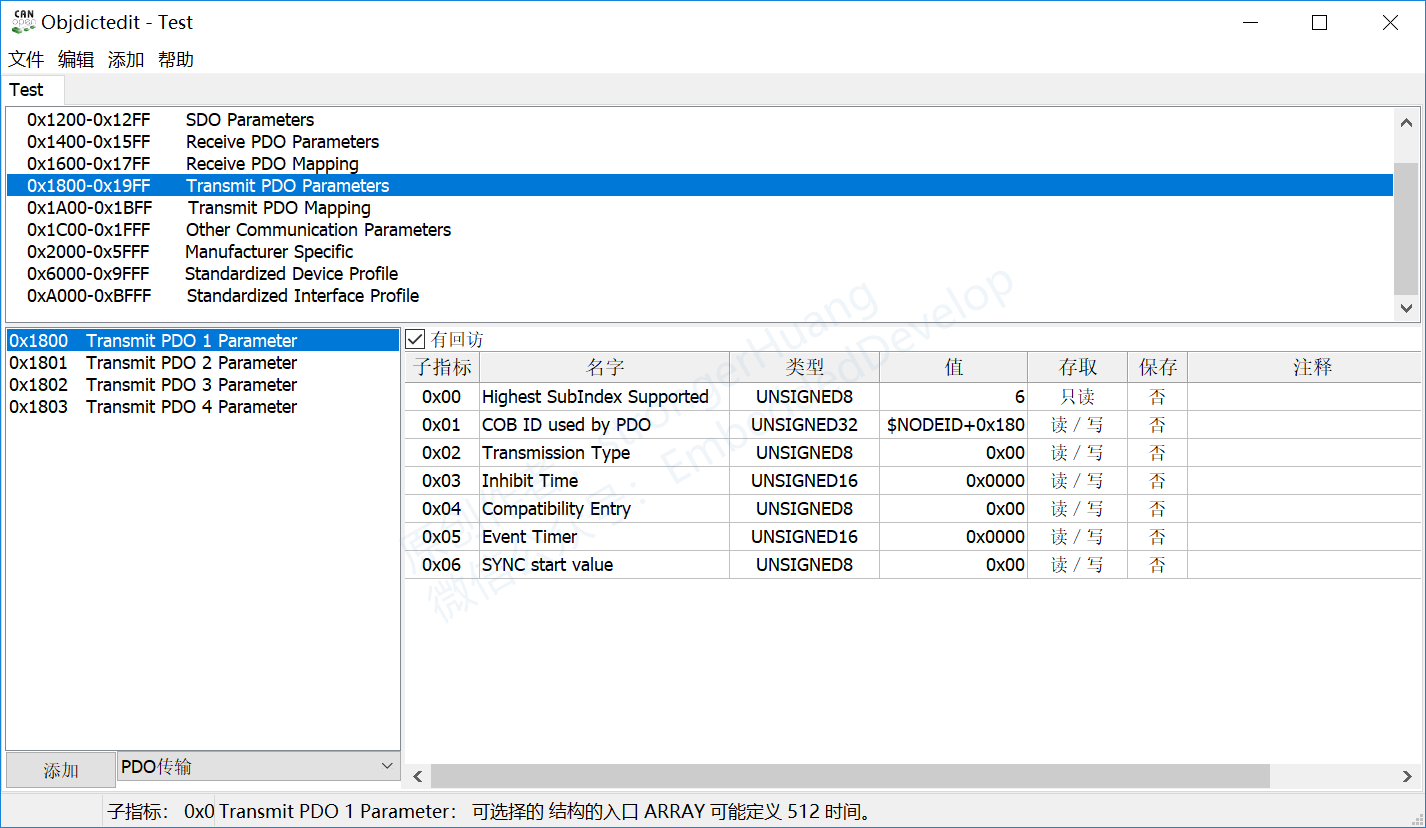 CAN open Objdictedit - Test
文件 编辑 添加 帮助
Test
0x1200-0x12FF SDO Parameters
0x1400-0x15FF Receive PDO Parameters
0x1600-0x17FF Receive PDO Mapping
0x1800-0x19FF Transmit PDO Parameters
0x1A00-0x1BFF Transmit PDO Mapping
0x1C00-0x1FFF Other Communication Parameters
0x2000-0x5FFF Manufacturer Specific
0x6000-0x9FFF Standardized Device Profile
0xA000-0xBFFF Standardized Interface Profile
0x1800 Transmit PDO 1 Parameter
0x1801 Transmit PDO 2 Parameter
0x1802 Transmit PDO 3 Parameter
0x1803 Transmit PDO 4 Parameter
添加 PDO传输
有回访
子指标 名字 类型 值 存取 保存 注释
0x00 Highest SubIndex Supported UNSIGNED8 6 只读 否
0x01 COB ID used by PDO UNSIGNED32 $NODEID+0x180 读 / 写 否
0x02 Transmission Type UNSIGNED8 0x00 读 / 写 否
0x03 Inhibit Time UNSIGNED16 0x0000 读 / 写 否
0x04 Compatibility Entry UNSIGNED8 0x00 读 / 写 否
0x05 Event Timer UNSIGNED16 0x0000 读 / 写 否
0x06 SYNC start value UNSIGNED8 0x00 读 / 写 否
原创作者：strongerHuang
微信公众号：EmbeddedDevelop
子指标： 0x0 Transmit PDO 1 Parameter： 可选择的 结构的入口 ARRAY 可能定义 512 时间。